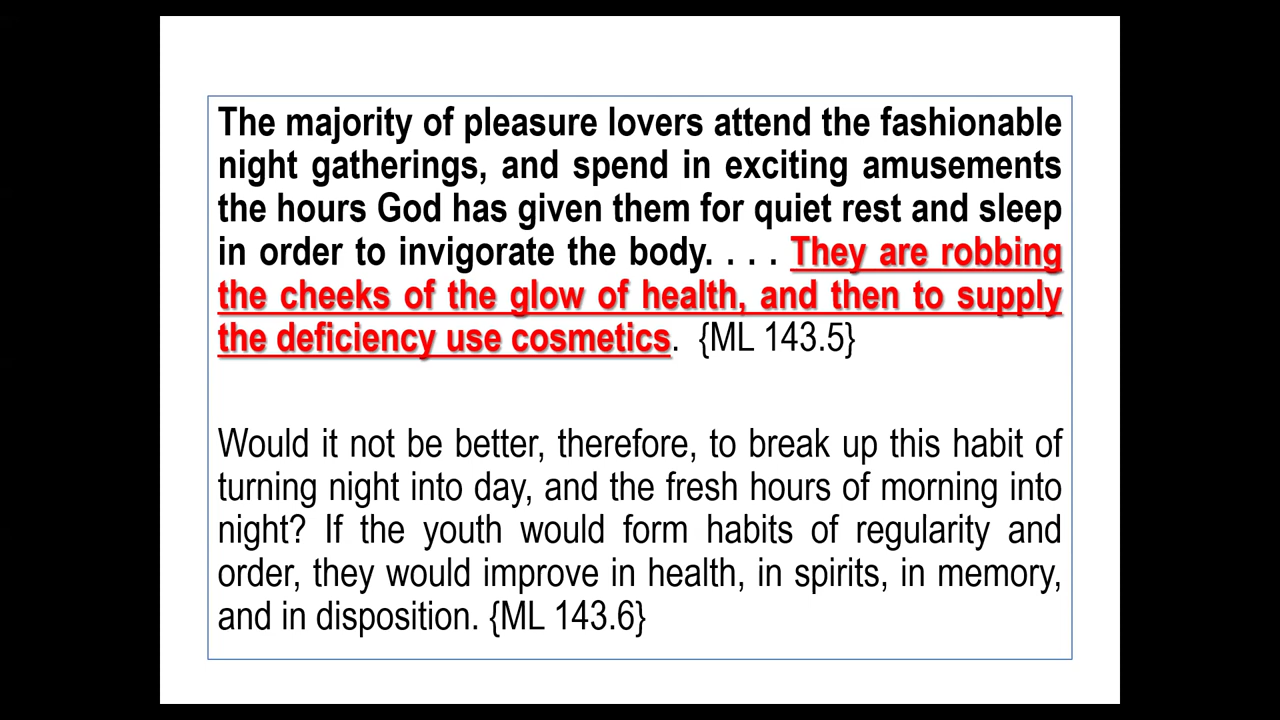 The majority of pleasure lovers attend the fashionable
night gatherings, and spend in exciting amusements
the hours God has given them for quiet rest and sleep
in order to invigorate the body. . . . They are robbing
the cheeks of the glow of health, and then to supply
the deficiency use cosmetics. {ML 143.5}
Would it not be better, therefore, to break up this habit of
turning night into day, and the fresh hours of morning into
night? If the youth would form habits of regularity and
order, they would improve in health, in spirits, in memory,
and in disposition. {ML 143.6}